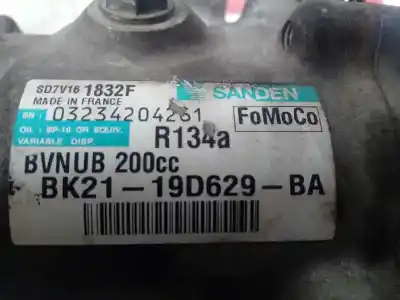 SD7V16 1832F
SANDEN
MADE IN FRANCE
SN: 03234204261
FoMoCo
OIL: SP-10 OR EQUIV.
VARIABLE DISP.
R134a
BVNUB 200cc
BK21-19D629-BA